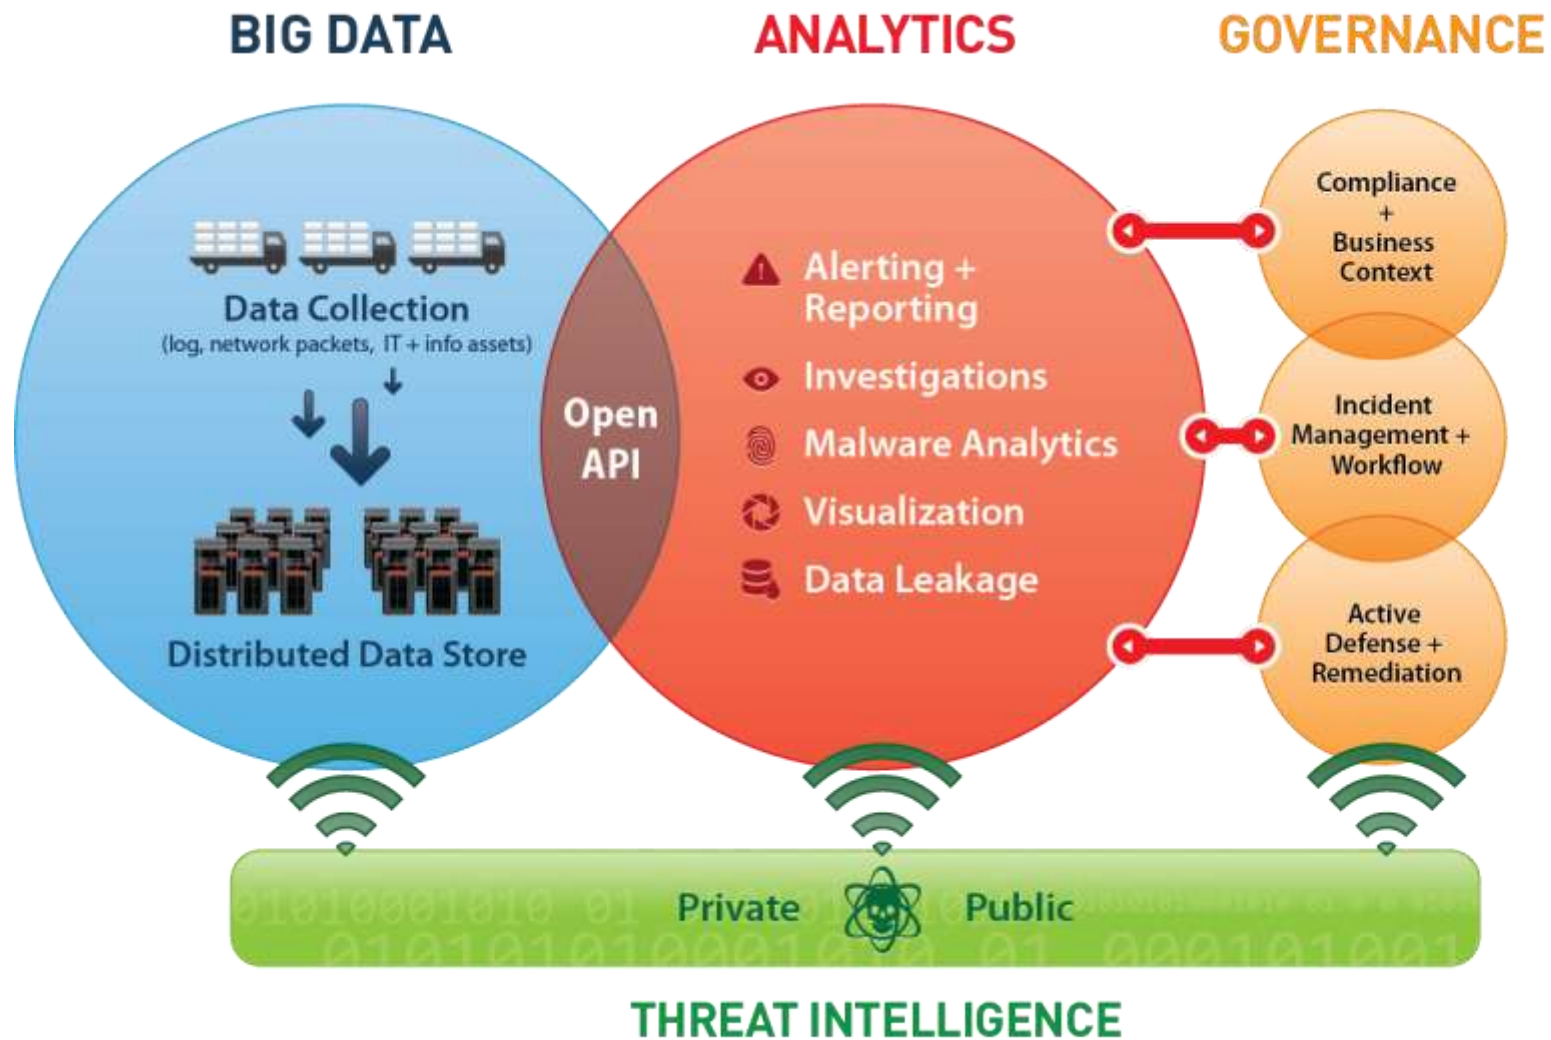 BIG DATA
ANALYTICS
GOVERNANCE
Data Collection
(log, network packets, IT + info assets)
Distributed Data Store
Open
API
Alerting +
Reporting
Investigations
Malware Analytics
Visualization
Data Leakage
Compliance
+
Business
Context
Incident
Management +
Workflow
Active
Defense +
Remediation
Private
Public
THREAT INTELLIGENCE